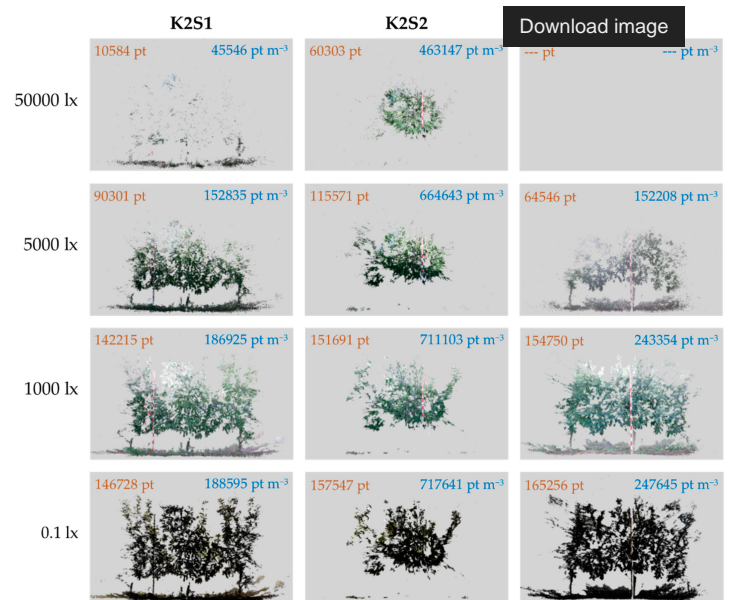 K2S1 K2S2 Download image
50000 lx 10584 pt 45546 pt m⁻³ 60303 pt 463147 pt m⁻³ --- pt --- pt m⁻³
5000 lx 90301 pt 152835 pt m⁻³ 115571 pt 664643 pt m⁻³ 64546 pt 152208 pt m⁻³
1000 lx 142215 pt 186925 pt m⁻³ 151691 pt 711103 pt m⁻³ 154750 pt 243354 pt m⁻³
0.1 lx 146728 pt 188595 pt m⁻³ 157547 pt 717641 pt m⁻³ 165256 pt 247645 pt m⁻³